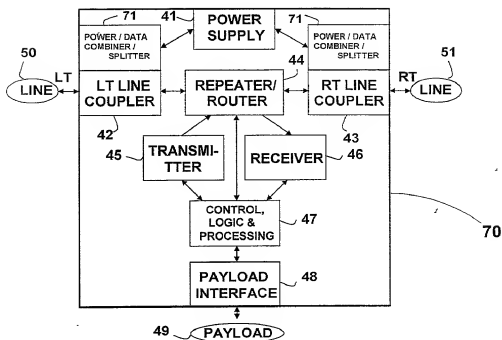 71
41
71
50
POWER / DATA
COMBINER /
SPLITTER
POWER
SUPPLY
POWER / DATA
COMBINER /
SPLITTER
51
44
LINE
LT
LT LINE
COUPLER
REPEATER/
ROUTER
RT LINE
COUPLER
RT
LINE
42
43
45
TRANSMI-
TTER
RECEIVER
46
CONTROL,
LOGIC &
PROCESSING
47
70
PAYLOAD
INTERFACE
48
49
PAYLOAD